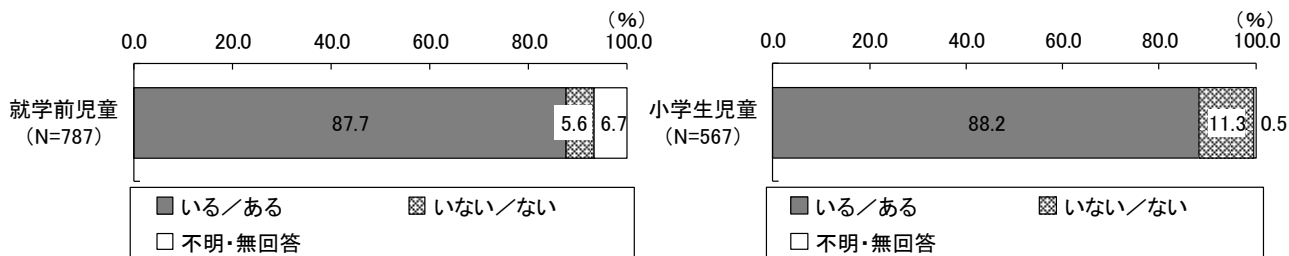 （%）
0.0 20.0 40.0 60.0 80.0 100.0
就学前児童
（N=787）
87.7 5.6 6.7
いる／ある いない／ない
不明・無回答
（%）
0.0 20.0 40.0 60.0 80.0 100.0
小学生児童
（N=567）
88.2 11.3 0.5
いる／ある いない／ない
不明・無回答